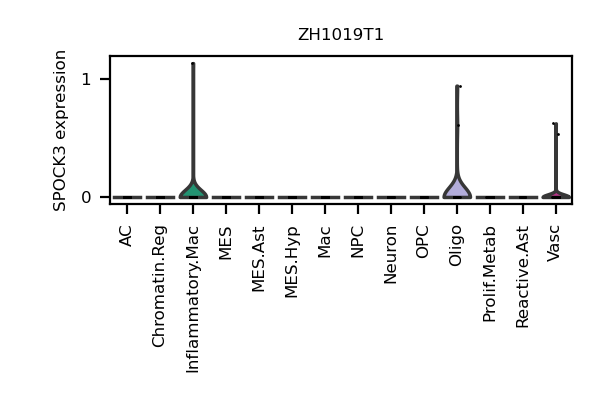 ZH1019T1
SPOCK3 expression
1
0
AC
Chromatin.Reg
Inflammatory.Mac
MES
MES.Ast
MES.Hyp
Mac
NPC
Neuron
OPC
Oligo
Prolif.Metab
Reactive.Ast
Vasc